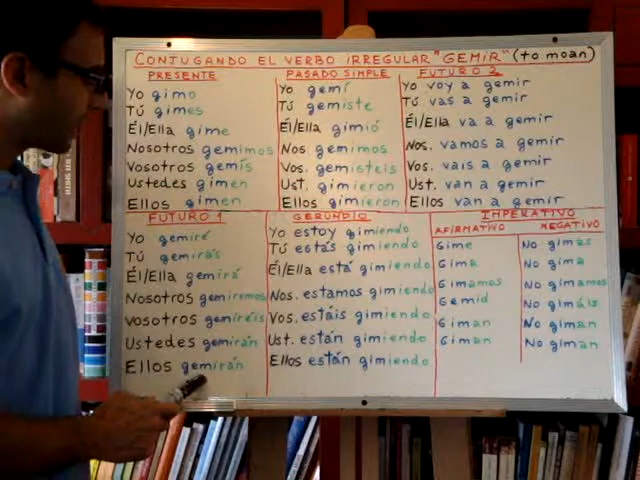 CONJUGANDO EL VERBO IRREGULAR "GEMIR" (to moan)
PRESENTE
Yo gimo
Tú gimes
Él/Ella gime
Nosotros gemimos
Vosotros gemís
Ustedes gimen
Ellos gimen
PASADO SIMPLE
Yo gemí
Tú gemiste
Él/Ella gimió
Nos gemimos
Vos. gemisteis
Ust. gimieron
Ellos gimieron
FUTURO 2
Yo voy a gemir
Tú vas a gemir
Él/Ella va a gemir
Nos. vamos a gemir
Vos. vais a gemir
Ust. van a gemir
Ellos van a gemir
FUTURO 1
Yo gemiré
Tú gemirás
Él/Ella gemirá
Nosotros gemiremos
Vosotros gemiréis
Ustedes gemirán
Ellos gemirán
GERUNDIO
Yo estoy gimiendo
Tú estás gimiendo
Él/Ella está gimiendo
Nos. estamos gimiendo
Vos. estáis gimiendo
Ust. están gimiendo
Ellos están gimiendo
IMPERATIVO
AFIRMATIVO
Gime
Gima
Gimamos
Gemid
Giman
Giman
NEGATIVO
No gimas
No gima
No gimamos
No gimáis
No giman
No giman